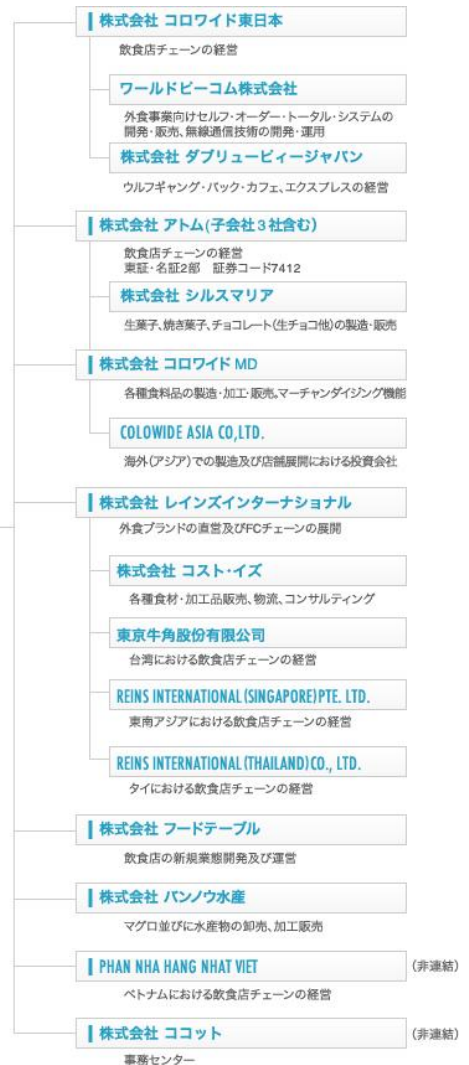 株式会社 コロワイド東日本
飲食店チェーンの経営
ワールドピーコム株式会社
外食事業向けセルフ・オーダー・トータル・システムの
開発・販売、無線通信技術の開発・運用
株式会社 ダブリューピィージャパン
ウルフギャング・パック・カフェ、エクスプレスの経営
株式会社 アトム(子会社3社含む)
飲食店チェーンの経営
東証・名証2部 証券コード7412
株式会社 シルスマリア
生菓子、焼き菓子、チョコレート(生チョコ他)の製造・販売
株式会社 コロワイド MD
各種食料品の製造・加工・販売。マーチャンダイジング機能
COLOWIDE ASIA CO,LTD.
海外(アジア)での製造及び店舗展開における投資会社
株式会社 レインズインターナショナル
外食ブランドの直営及びFCチェーンの展開
株式会社 コスト・イズ
各種食材・加工品販売、物流、コンサルティング
東京牛角股份有限公司
台湾における飲食店チェーンの経営
REINS INTERNATIONAL (SINGAPORE) PTE. LTD.
東南アジアにおける飲食店チェーンの経営
REINS INTERNATIONAL (THAILAND) CO., LTD.
タイにおける飲食店チェーンの経営
株式会社 フードテーブル
飲食店の新規業態開発及び運営
株式会社 バンノウ水産
マグロ並びに水産物の卸売、加工販売
PHAN NHA HANG NHAT VIET (非連結)
ベトナムにおける飲食店チェーンの経営
株式会社 ココット (非連結)
事務センター